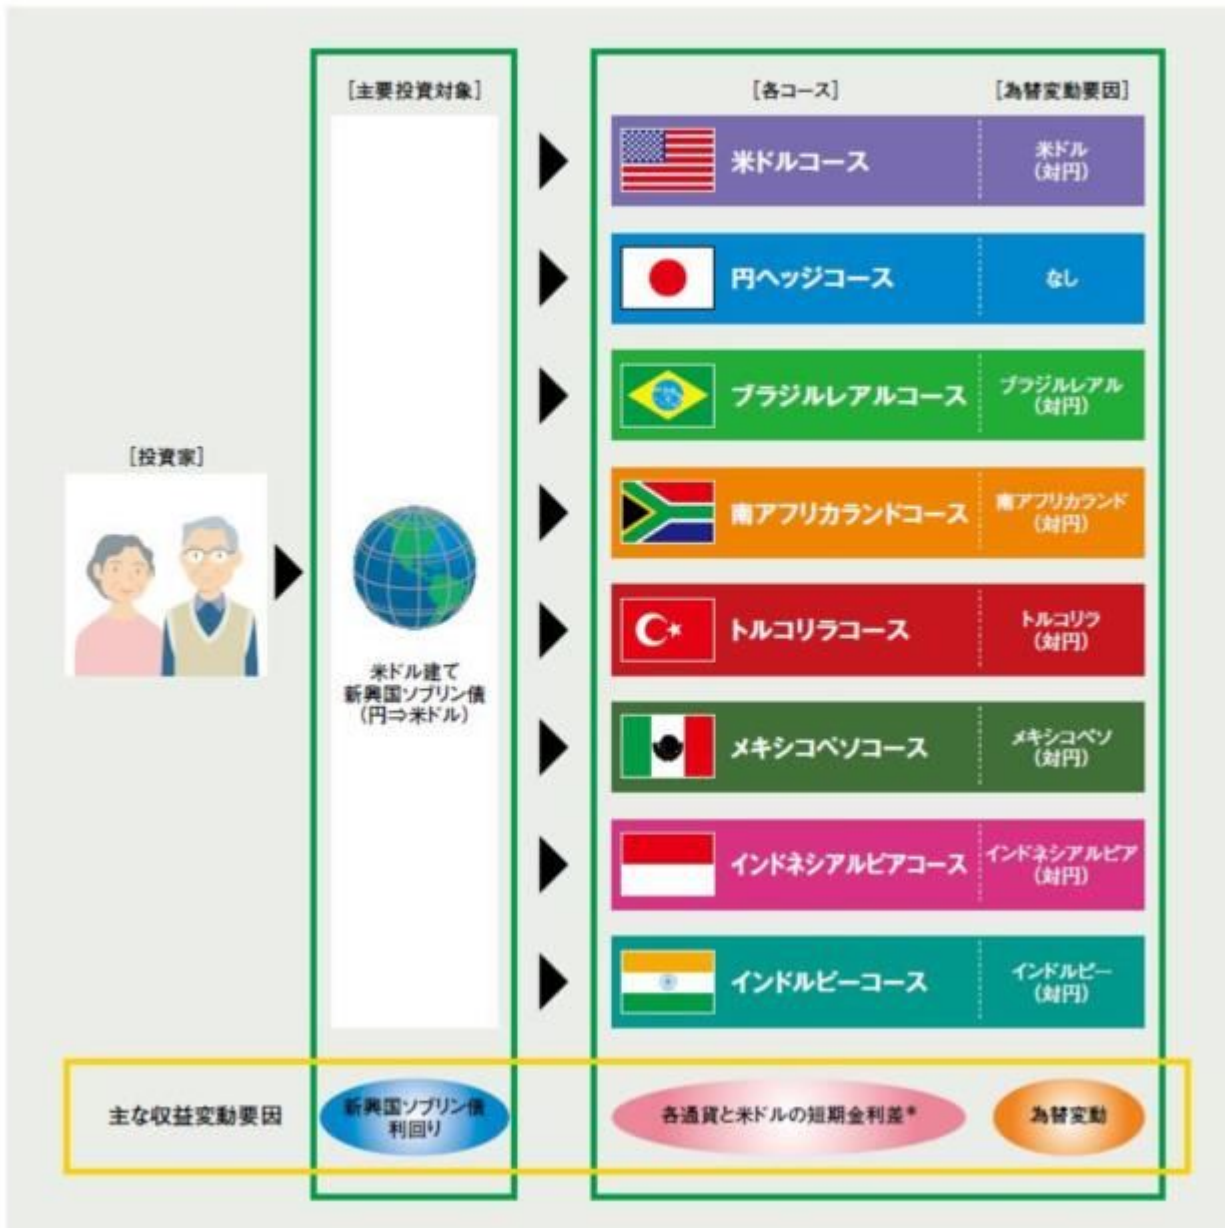 [主要投資対象]
[各コース]
[為替変動要因]
米ドルコース
米ドル
(対円)
円ヘッジコース
なし
ブラジルレアルコース
ブラジルレアル
(対円)
[投資家]
南アフリカランドコース
南アフリカランド
(対円)
トルコリラコース
トルコリラ
(対円)
米ドル建て
新興国ソブリン債
(円⇒米ドル)
メキシコペソコース
メキシコペソ
(対円)
インドネシアルピアコース
インドネシアルピア
(対円)
インドルピーコース
インドルピー
(対円)
主な収益変動要因
新興国ソブリン債
利回り
各通貨と米ドルの短期金利差*
為替変動